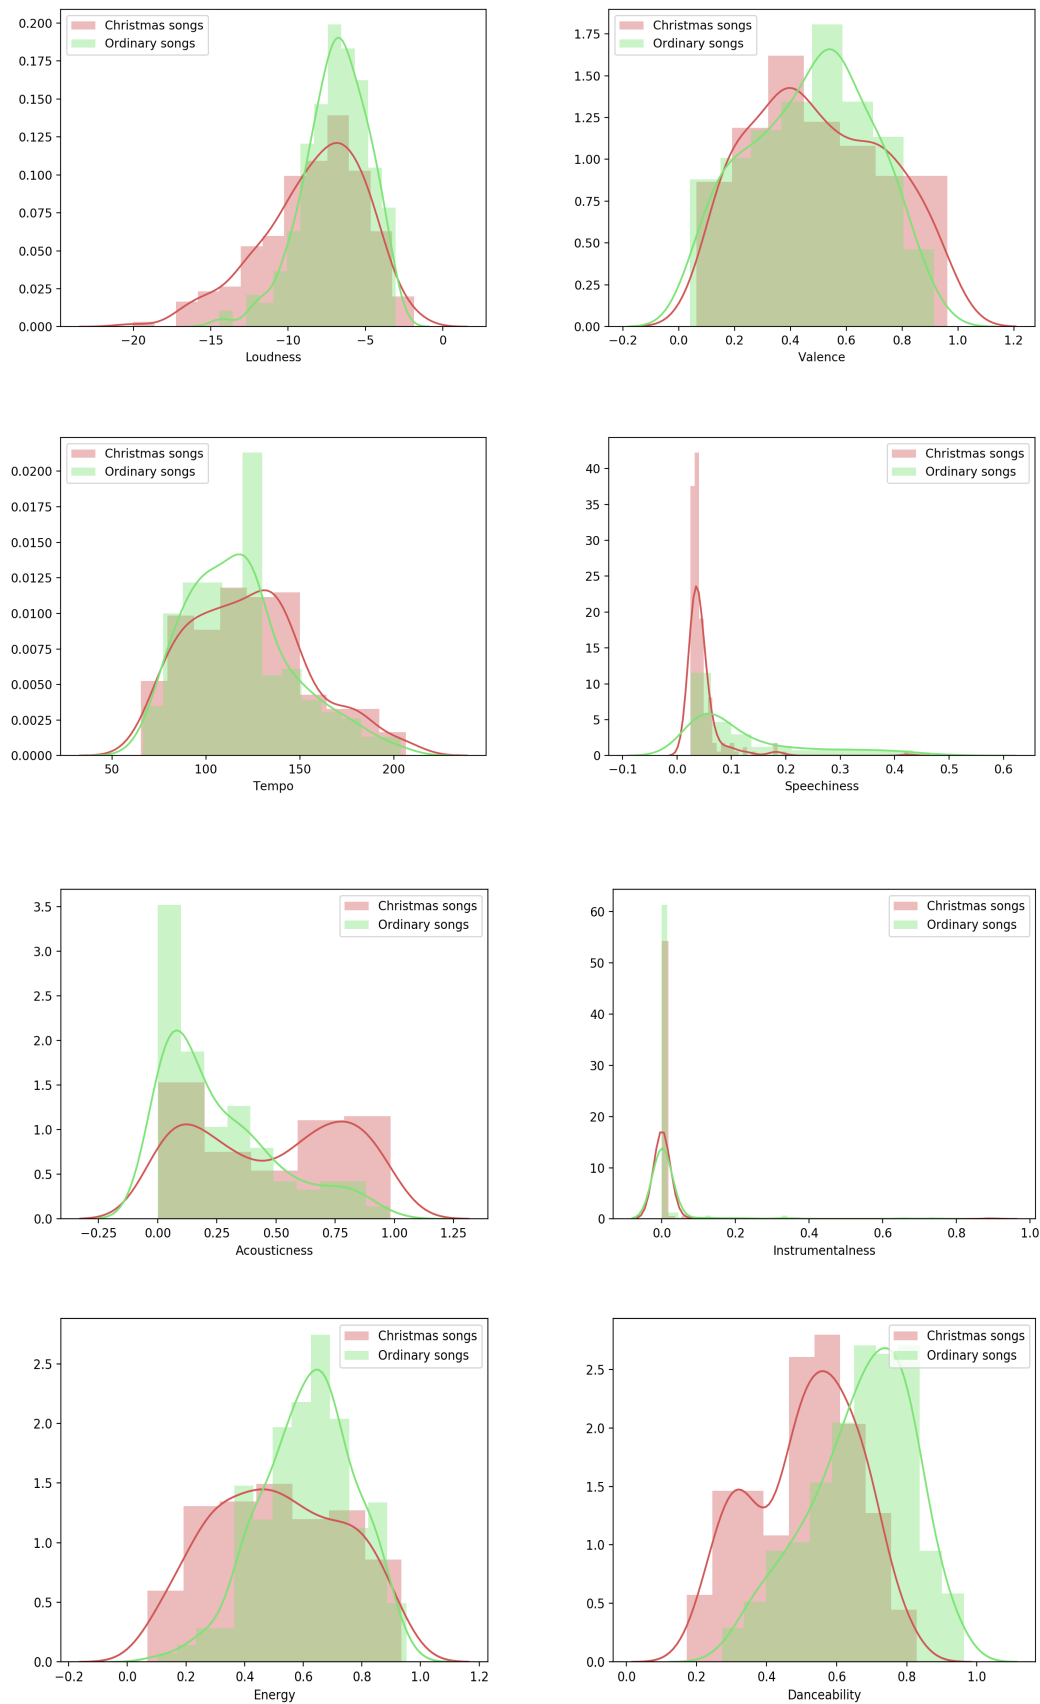 Christmas songs
Ordinary songs
0.200
0.175
0.150
0.125
0.100
0.075
0.050
0.025
0.000
−20 −15 −10 −5 0
Loudness
Christmas songs
Ordinary songs
1.75
1.50
1.25
1.00
0.75
0.50
0.25
0.00
−0.2 0.0 0.2 0.4 0.6 0.8 1.0 1.2
Valence
Christmas songs
Ordinary songs
0.0200
0.0175
0.0150
0.0125
0.0100
0.0075
0.0050
0.0025
0.0000
50 100 150 200
Tempo
Christmas songs
Ordinary songs
40
35
30
25
20
15
10
5
0
−0.1 0.0 0.1 0.2 0.3 0.4 0.5 0.6
Speechiness
Christmas songs
Ordinary songs
3.5
3.0
2.5
2.0
1.5
1.0
0.5
0.0
−0.25 0.00 0.25 0.50 0.75 1.00 1.25
Acousticness
Christmas songs
Ordinary songs
60
50
40
30
20
10
0
0.0 0.2 0.4 0.6 0.8 1.0
Instrumentalness
Christmas songs
Ordinary songs
2.5
2.0
1.5
1.0
0.5
0.0
−0.2 0.0 0.2 0.4 0.6 0.8 1.0 1.2
Energy
Christmas songs
Ordinary songs
2.5
2.0
1.5
1.0
0.5
0.0
0.0 0.2 0.4 0.6 0.8 1.0
Danceability